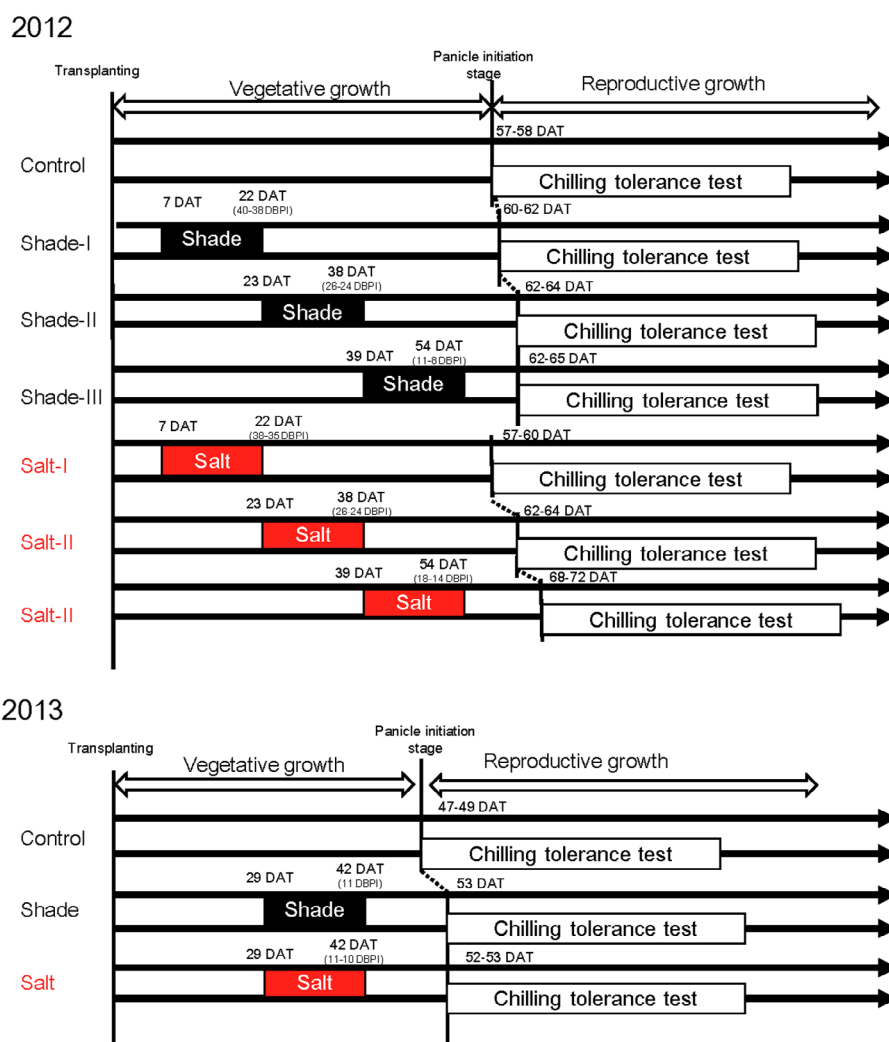 2012
Transplanting
Panicle initiation
stage
Vegetative growth
Reproductive growth
57-58 DAT
Control
Chilling tolerance test
7 DAT
22 DAT
(40-38DBPI)
60-62 DAT
Shade-I
Shade
Chilling tolerance test
23 DAT
38 DAT
(26-24 DBPI)
62-64 DAT
Shade-II
Shade
Chilling tolerance test
39 DAT
54 DAT
(11-8DBPI)
62-65 DAT
Shade-III
Shade
Chilling tolerance test
7 DAT
22 DAT
(38-35DBPI)
57-60 DAT
Salt-I
Salt
Chilling tolerance test
23 DAT
38 DAT
(26-24 DBPI)
62-64 DAT
Salt-II
Salt
Chilling tolerance test
39 DAT
54 DAT
(18-14 DBPI)
68-72 DAT
Salt-II
Salt
Chilling tolerance test
2013
Transplanting
Panicle initiation
stage
Vegetative growth
Reproductive growth
47-49 DAT
Control
Chilling tolerance test
29 DAT
42 DAT
(11 DBPI)
53 DAT
Shade
Shade
Chilling tolerance test
29 DAT
42 DAT
(11-10 DBPI)
52-53 DAT
Salt
Salt
Chilling tolerance test